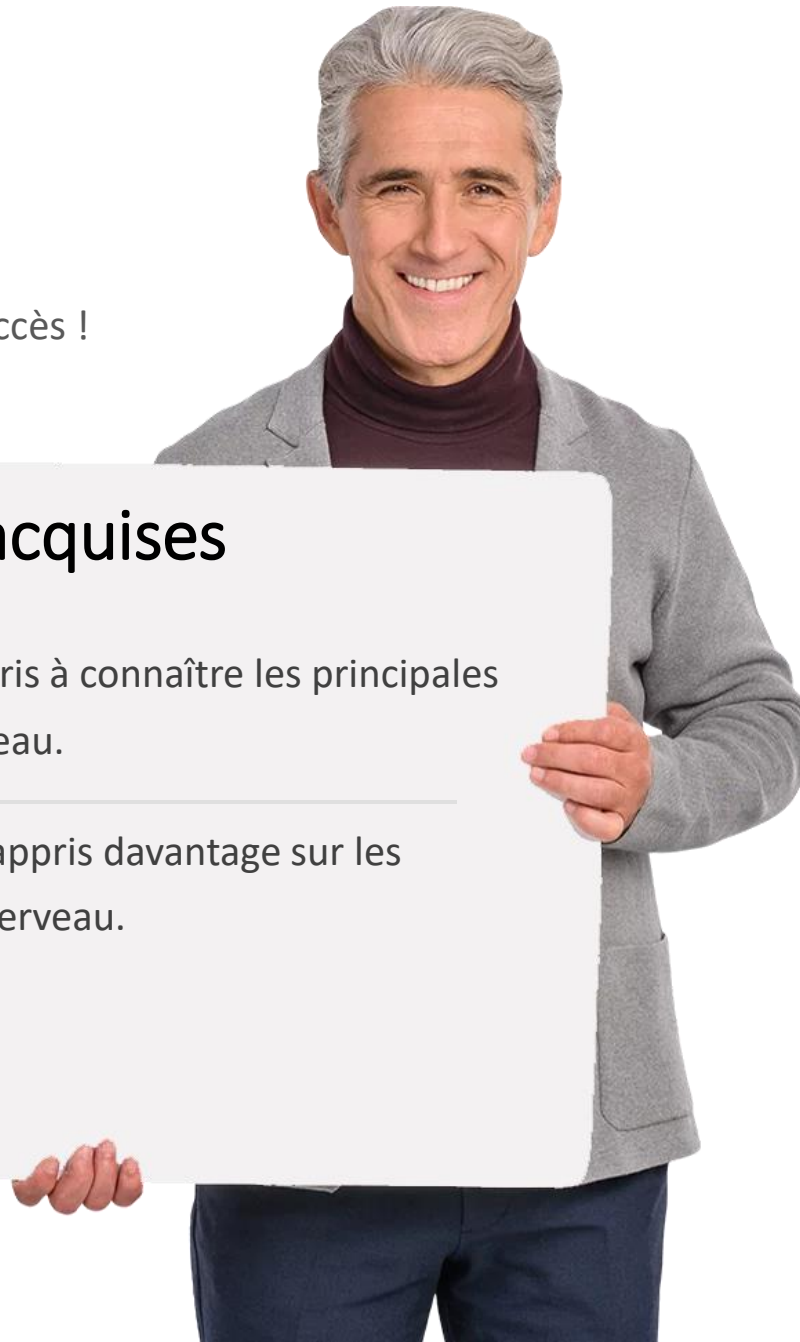 ccès !
acquises
ris à connaître les principales
eau.
appris davantage sur les
erveau.